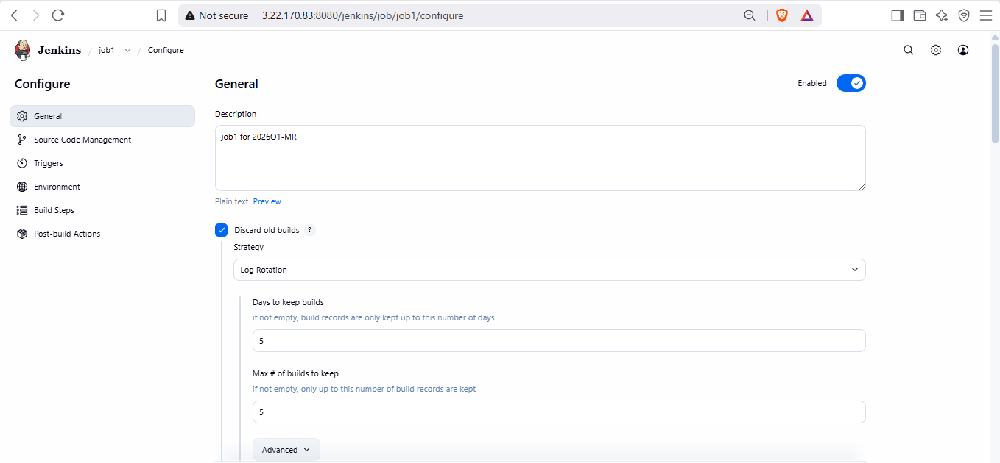 Not secure 3.22.170.83:8080/jenkins/job/job1/configure
Jenkins / job1 / Configure
Configure
General
Source Code Management
Triggers
Environment
Build Steps
Post-build Actions
General
Enabled
Description
job1 for 2026Q1-MR
Plain text Preview
Discard old builds ?
Strategy
Log Rotation
Days to keep builds
if not empty, build records are only kept up to this number of days
5
Max # of builds to keep
if not empty, only up to this number of build records are kept
5
Advanced